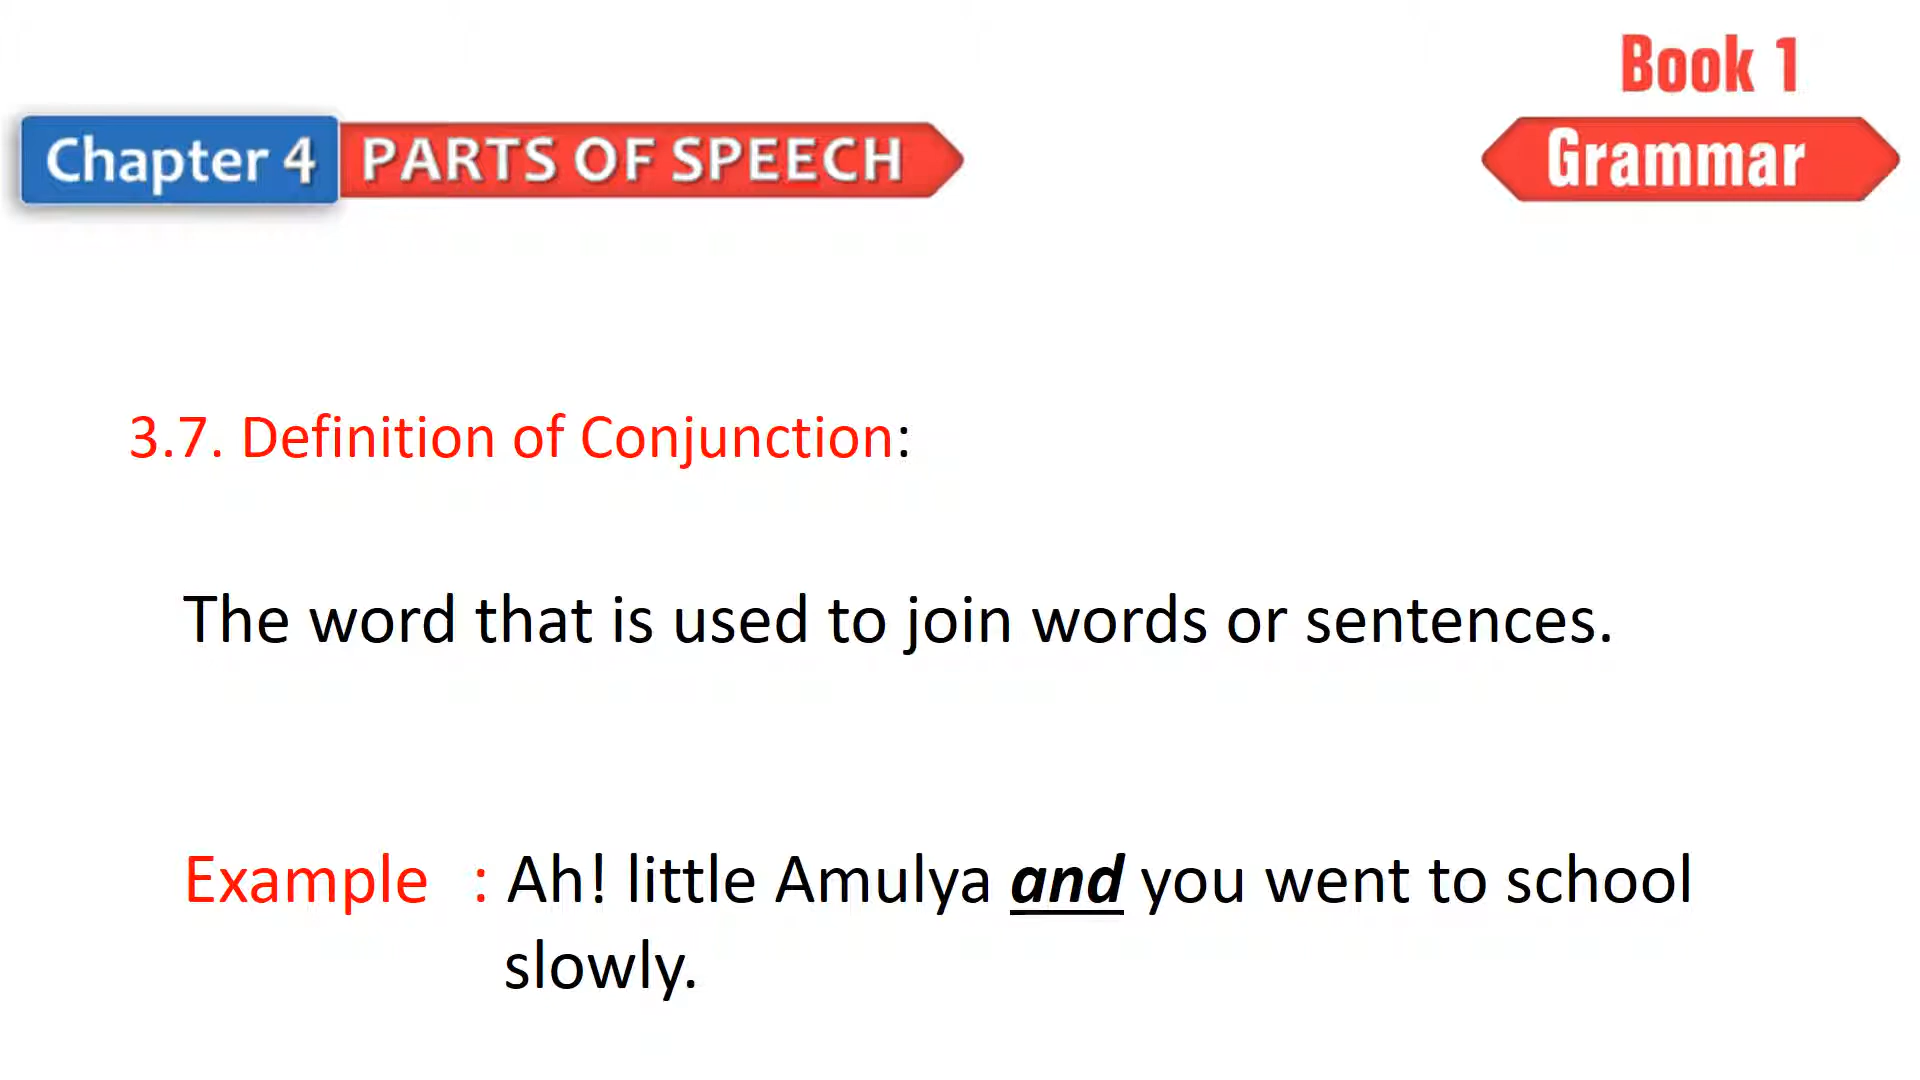 Book 1
Chapter 4 PARTS OF SPEECH
Grammar
3.7. Definition of Conjunction:
The word that is used to join words or sentences.
Example : Ah! little Amulya and you went to school
slowly.